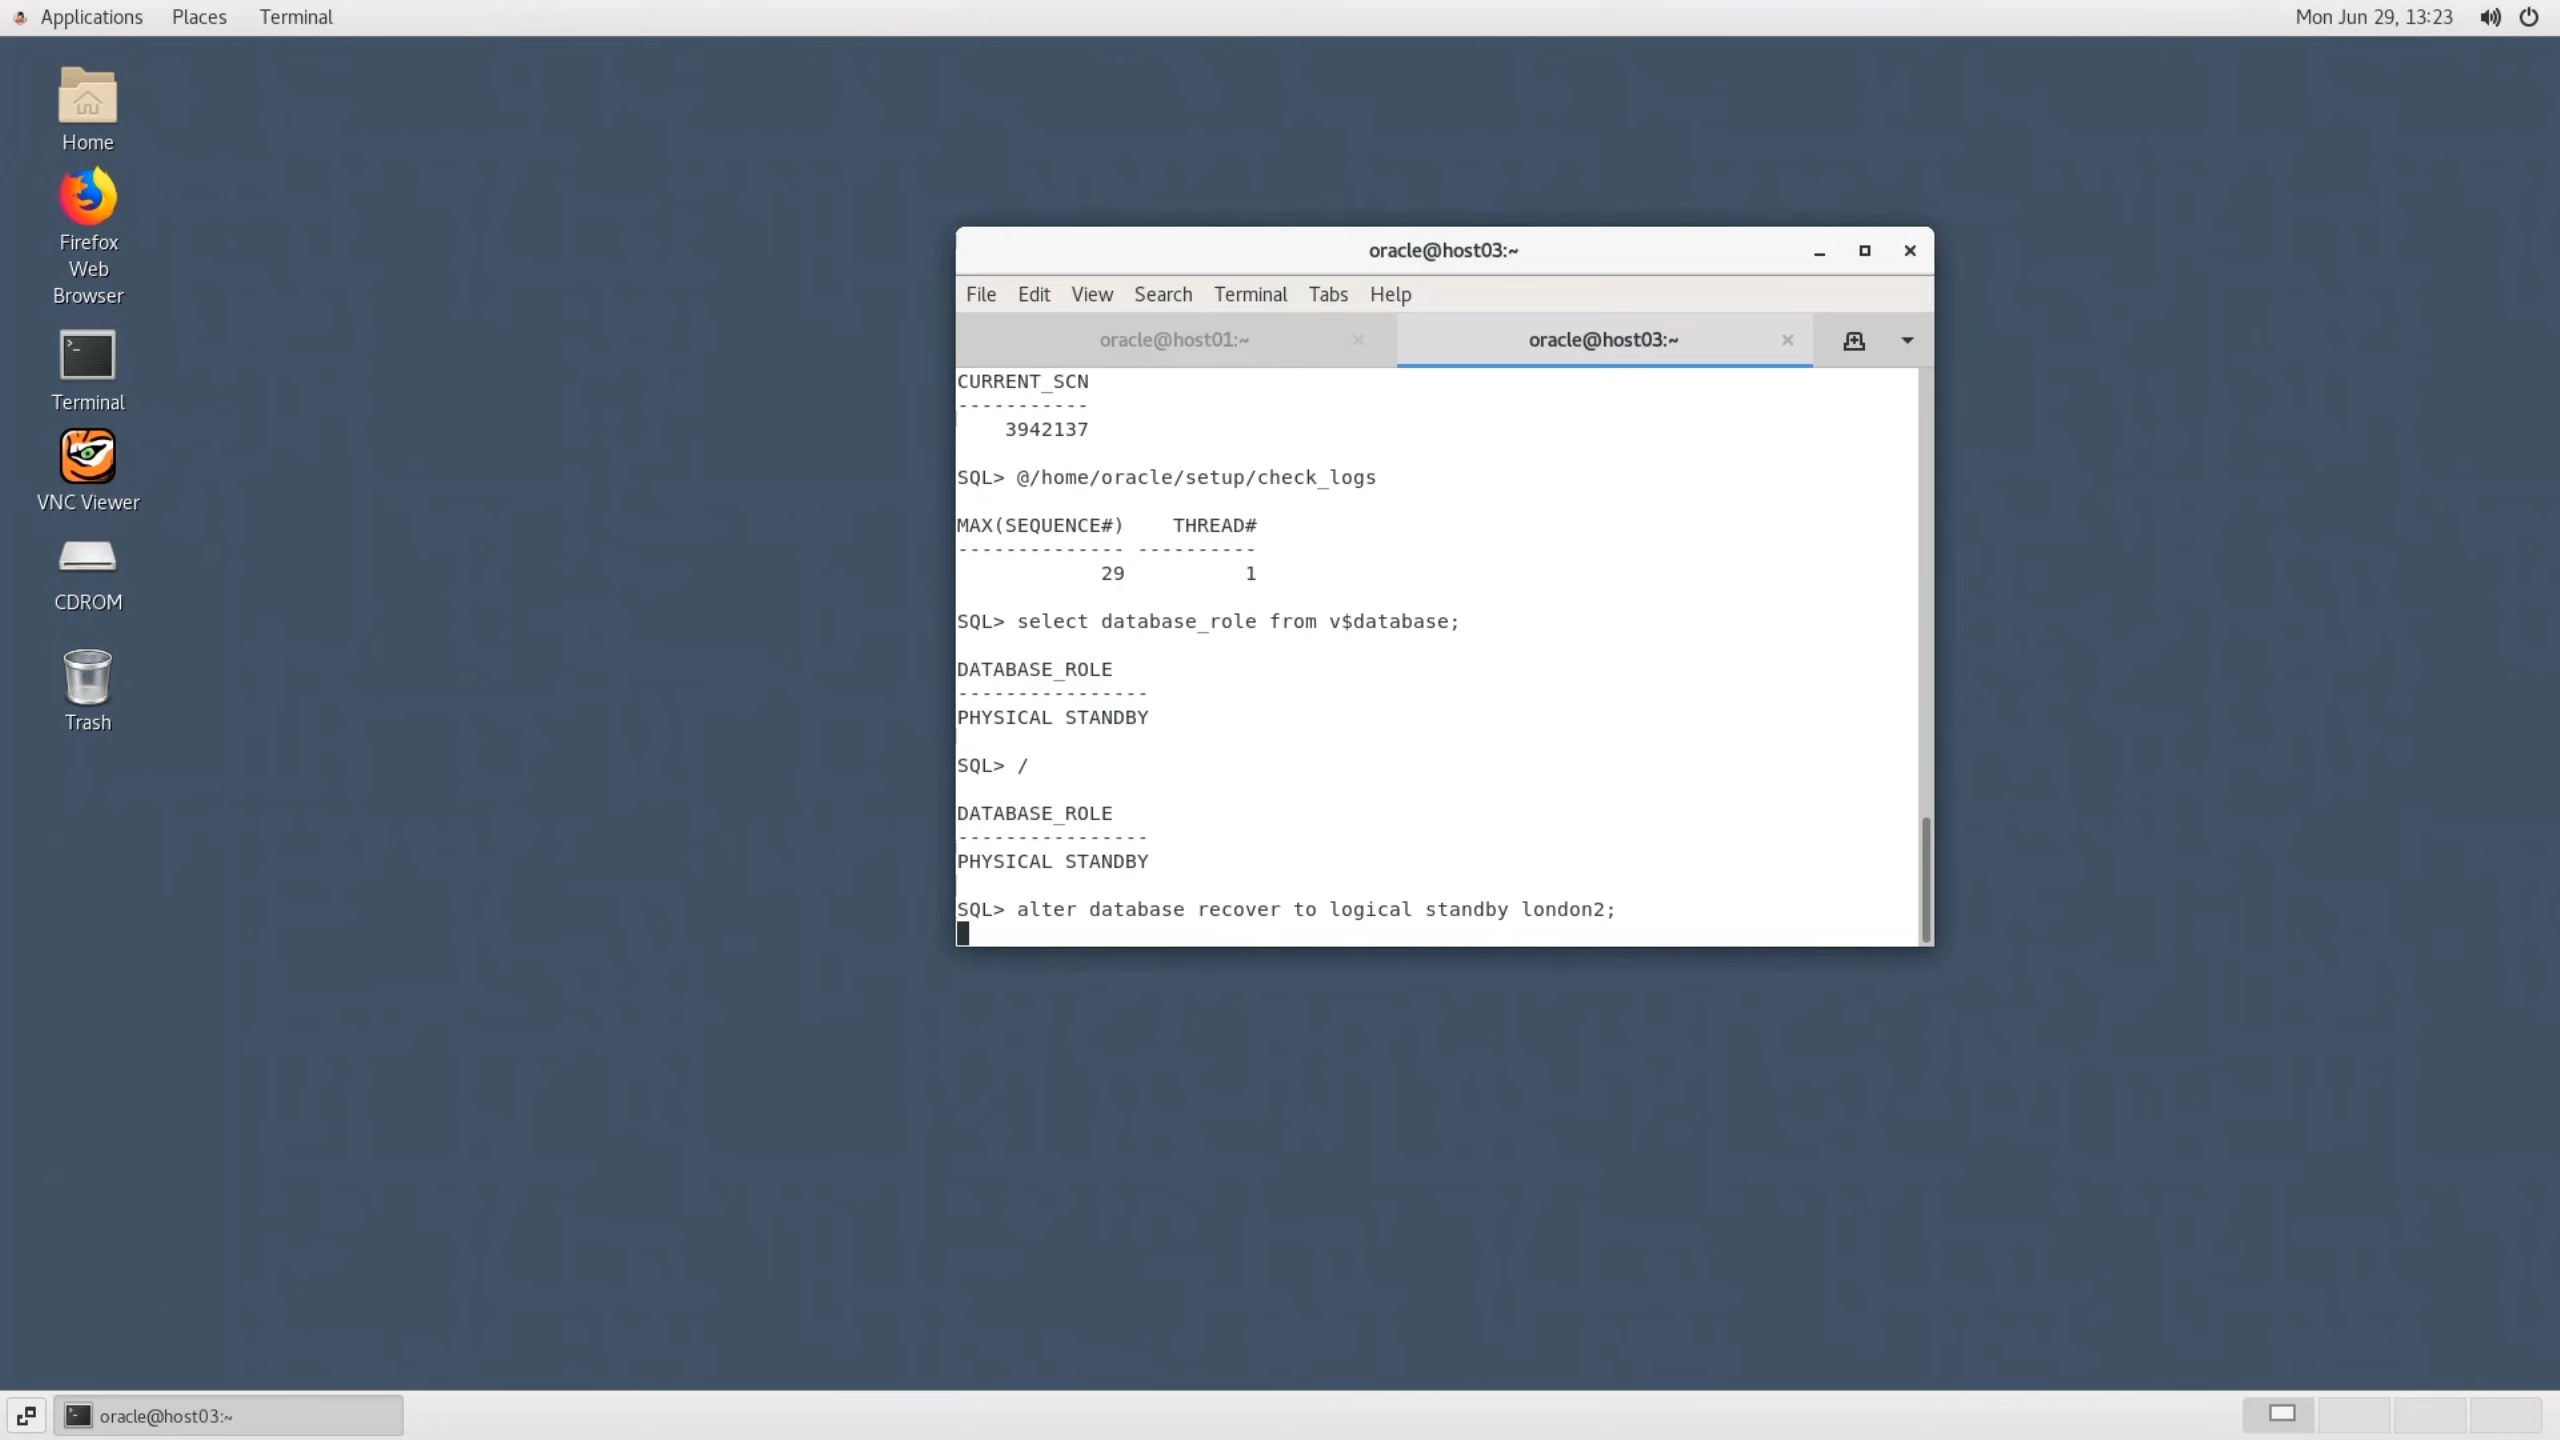 Applications Places Terminal Mon Jun 29, 13:23
Home
Firefox
Web
Browser
Terminal
VNC Viewer
CDROM
Trash
oracle@host03:~
File Edit View Search Terminal Tabs Help
oracle@host01:~ oracle@host03:~
CURRENT_SCN
-----------
3942137
SQL> @/home/oracle/setup/check_logs
MAX(SEQUENCE#) THREAD#
-------------- ----------
29 1
SQL> select database_role from v$database;
DATABASE_ROLE
----------------
PHYSICAL STANDBY
SQL> /
DATABASE_ROLE
----------------
PHYSICAL STANDBY
SQL> alter database recover to logical standby london2;
oracle@host03:~